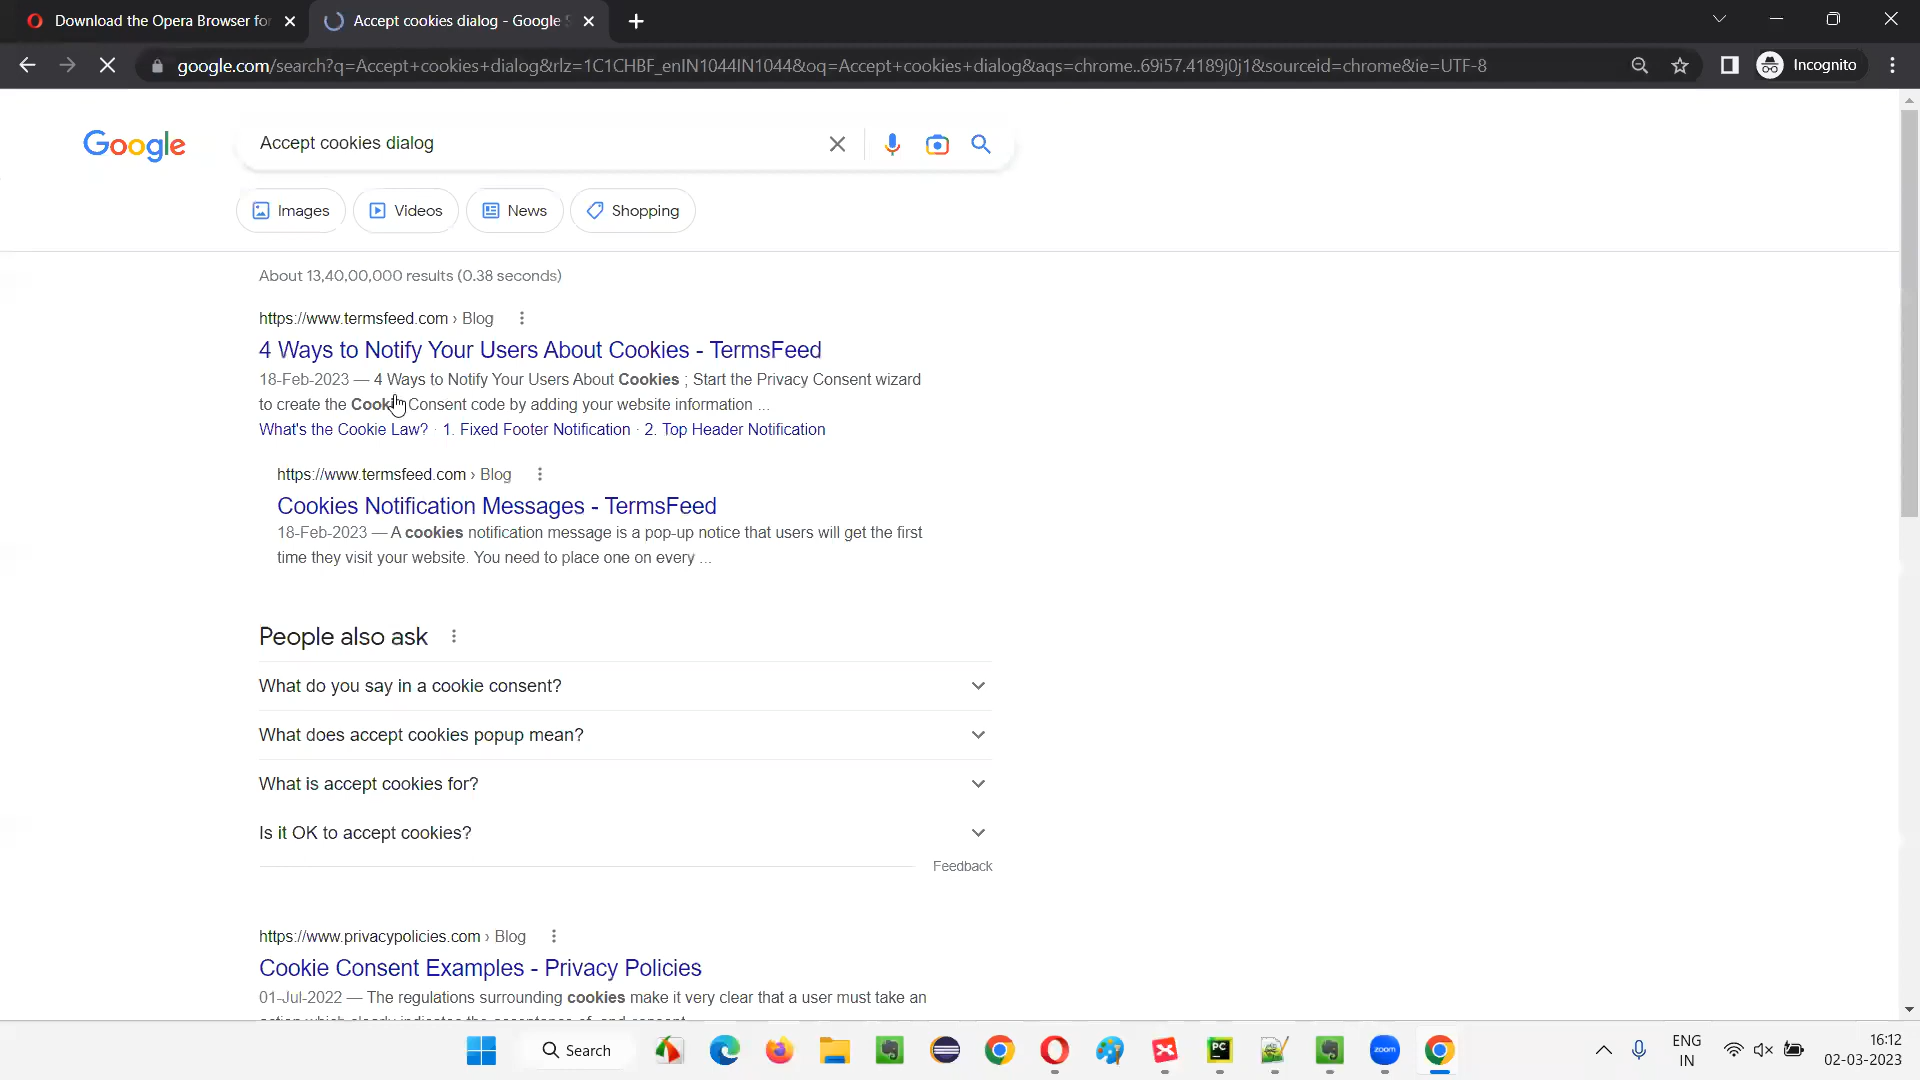 Download the Opera Browser for
Accept cookies dialog - Google S
google.com/search?q=Accept+cookies+dialog&rlz=1C1CHBF_enIN1044IN1044&oq=Accept+cookies+dialog&aqs=chrome..69i57.4189j0j1&sourceid=chrome&ie=UTF-8
Incognito
Google
Accept cookies dialog
Images
Videos
News
Shopping
About 13,40,00,000 results (0.38 seconds)
https://www.termsfeed.com › Blog
4 Ways to Notify Your Users About Cookies - TermsFeed
18-Feb-2023 — 4 Ways to Notify Your Users About Cookies ; Start the Privacy Consent wizard
to create the Cookie Consent code by adding your website information ...
What's the Cookie Law? · 1. Fixed Footer Notification · 2. Top Header Notification
https://www.termsfeed.com › Blog
Cookies Notification Messages - TermsFeed
18-Feb-2023 — A cookies notification message is a pop-up notice that users will get the first
time they visit your website. You need to place one on every ...
People also ask
What do you say in a cookie consent?
What does accept cookies popup mean?
What is accept cookies for?
Is it OK to accept cookies?
Feedback
https://www.privacypolicies.com › Blog
Cookie Consent Examples - Privacy Policies
01-Jul-2022 — The regulations surrounding cookies make it very clear that a user must take an
Search
PC
zoom
ENG
IN
16:12
02-03-2023